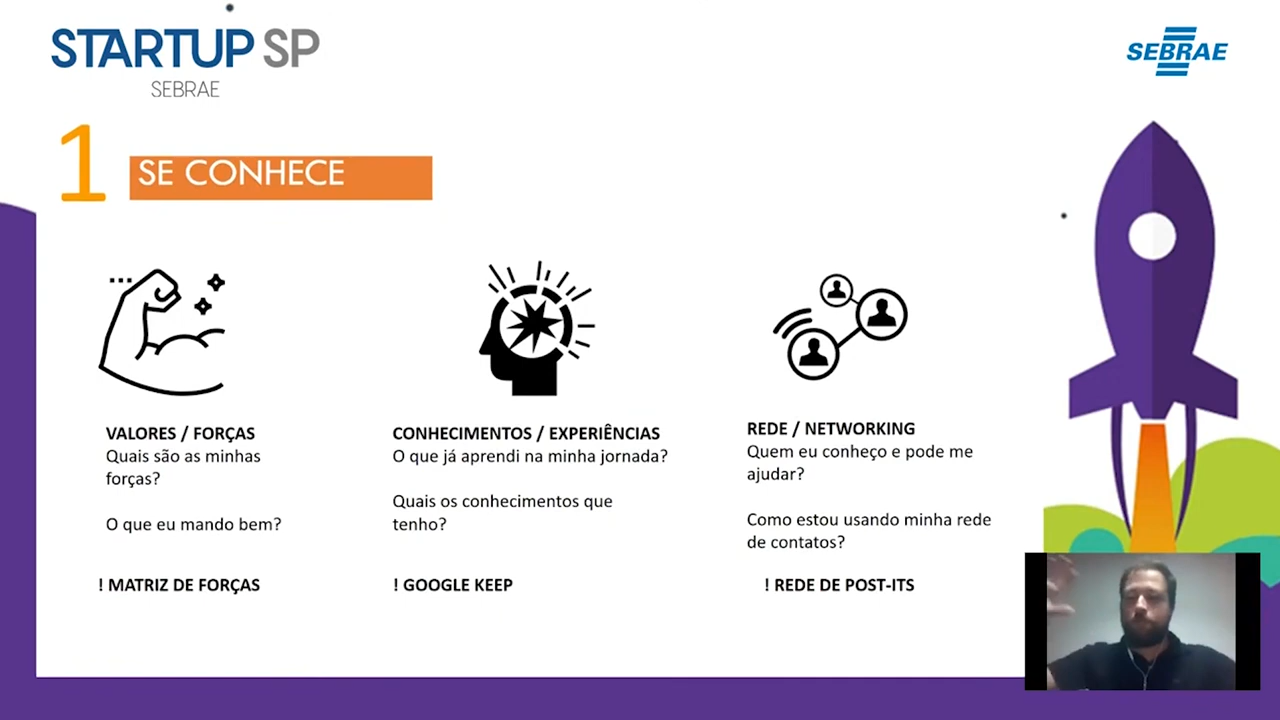 STARTUP SP
SEBRAE
SEBRAE
1
SE CONHECE
VALORES / FORÇAS
Quais são as minhas
forças?
O que eu mando bem?
! MATRIZ DE FORÇAS
CONHECIMENTOS / EXPERIÊNCIAS
O que já aprendi na minha jornada?
Quais os conhecimentos que
tenho?
! GOOGLE KEEP
REDE / NETWORKING
Quem eu conheço e pode me
ajudar?
Como estou usando minha rede
de contatos?
! REDE DE POST-ITS